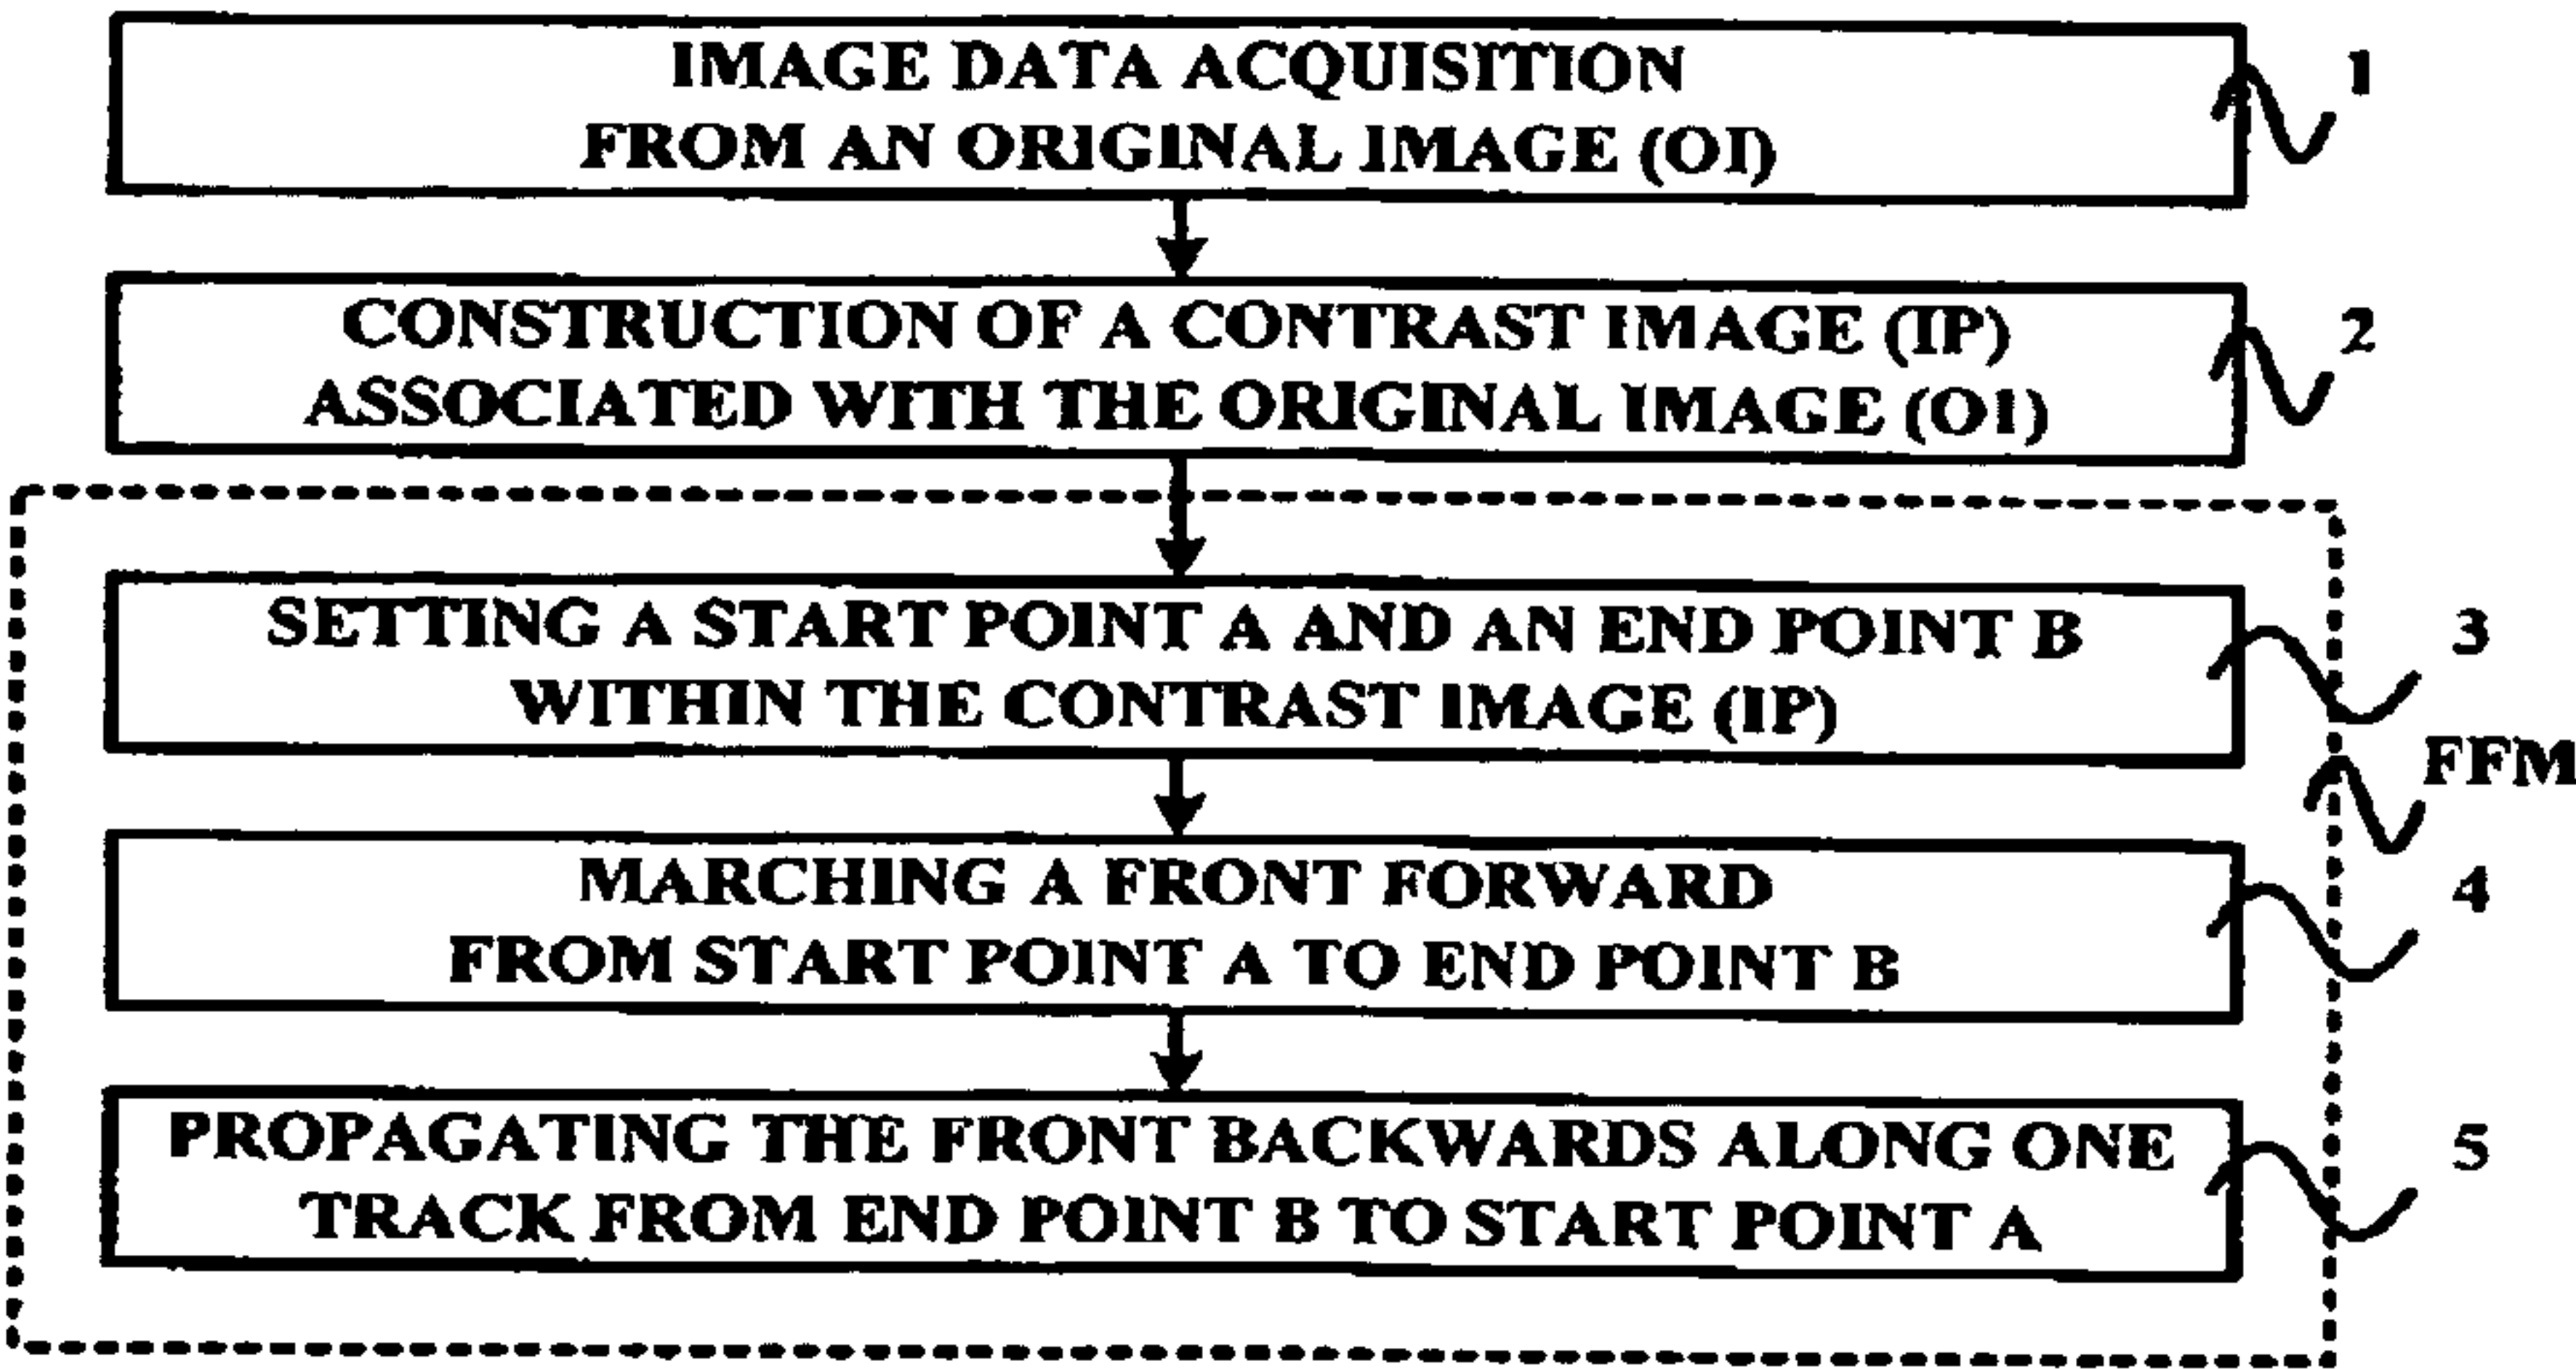 IMAGE DATA ACQUISITION
FROM AN ORIGINAL IMAGE (OI)
1
CONSTRUCTION OF A CONTRAST IMAGE (IP)
ASSOCIATED WITH THE ORIGINAL IMAGE (OI)
2
SETTING A START POINT A AND AN END POINT B
WITHIN THE CONTRAST IMAGE (IP)
3
FFM
MARCHING A FRONT FORWARD
FROM START POINT A TO END POINT B
4
PROPAGATING THE FRONT BACKWARDS ALONG ONE
TRACK FROM END POINT B TO START POINT A
5